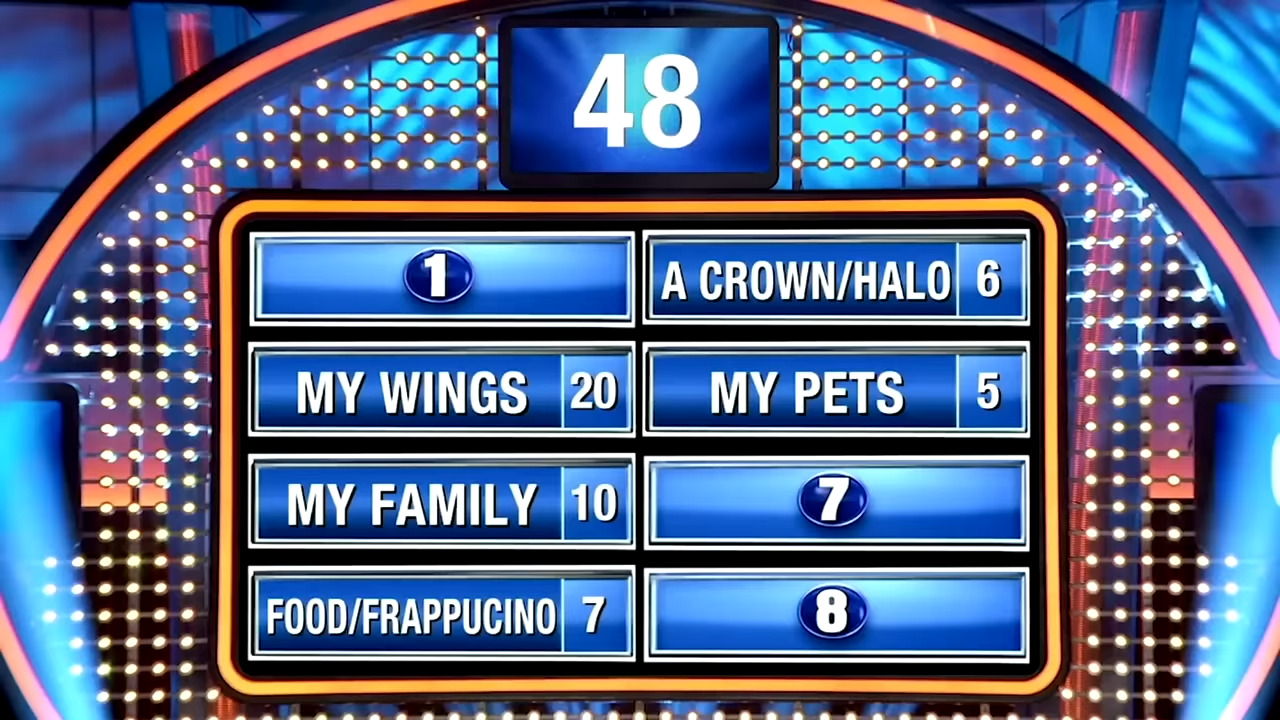 48
1
MY WINGS 20
MY FAMILY 10
FOOD/FRAPPUCINO 7
A CROWN/HALO 6
MY PETS 5
7
8